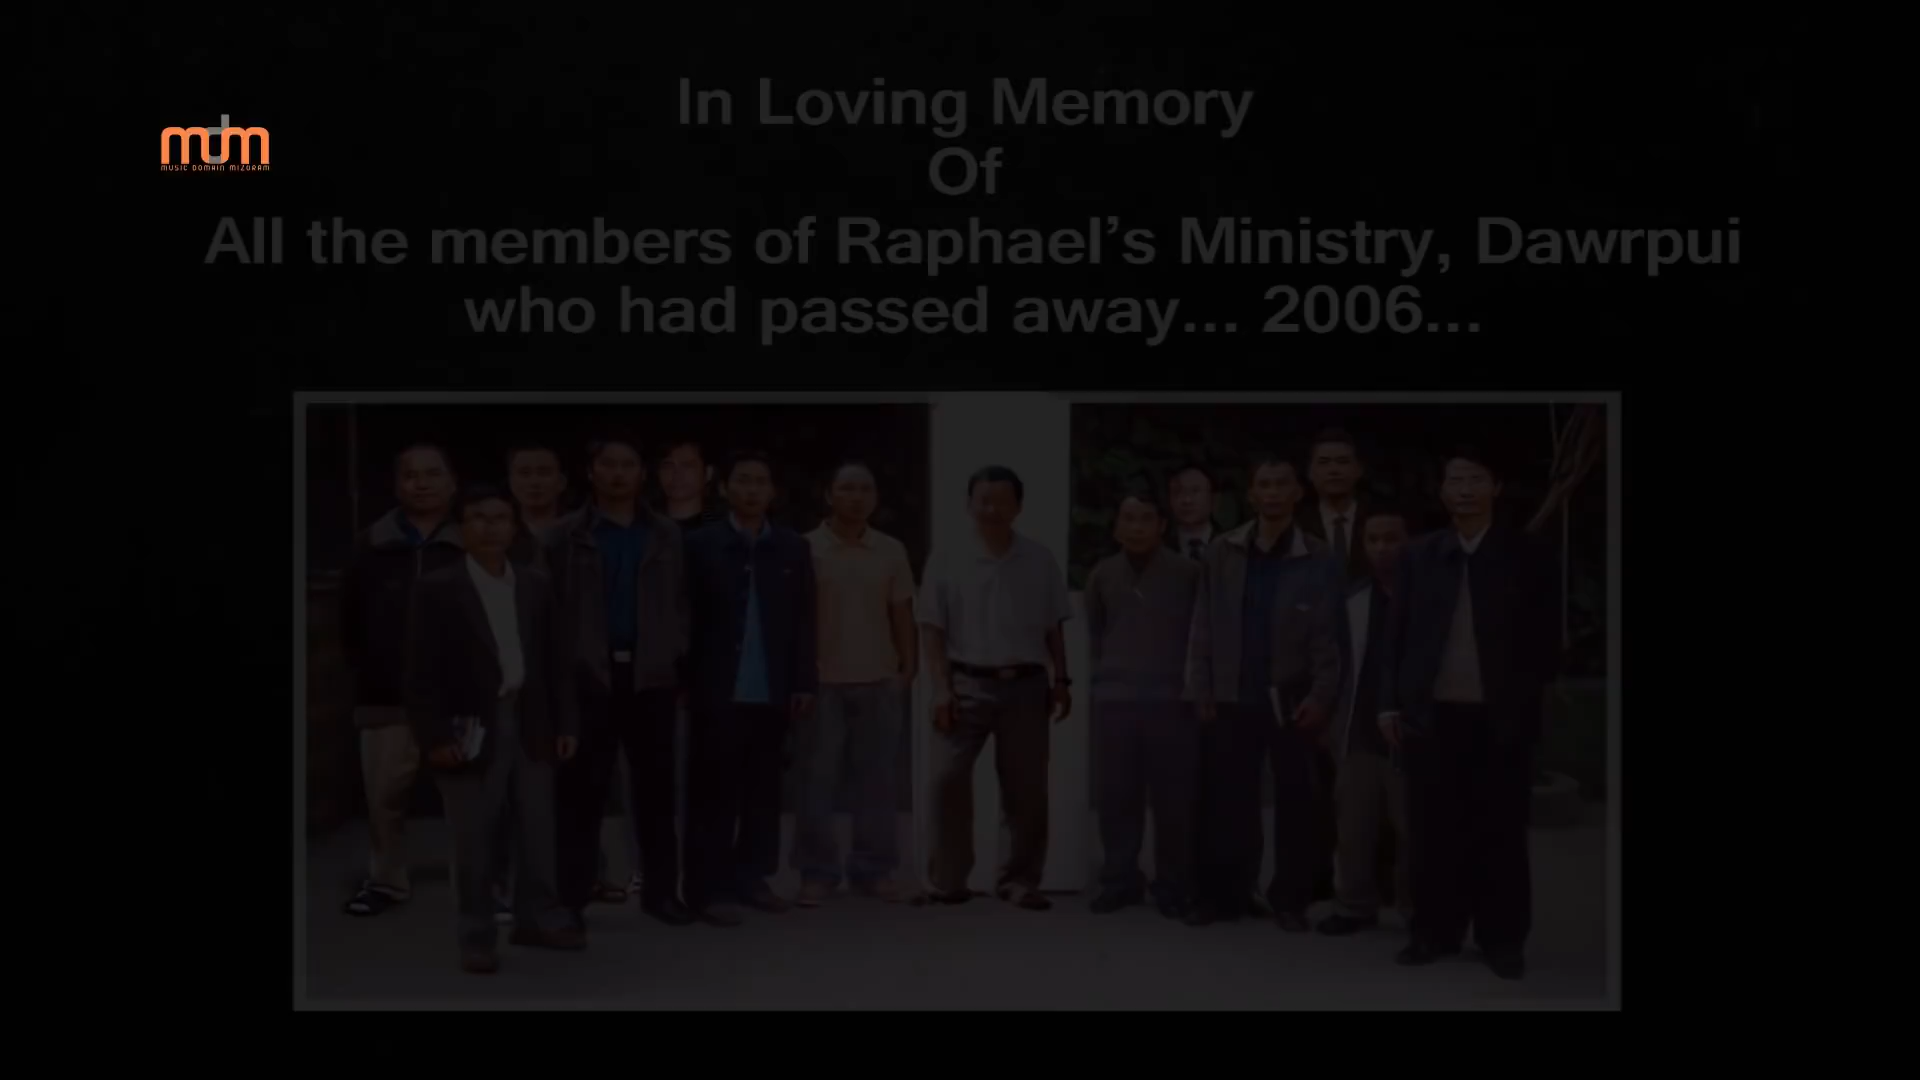 In Loving Memory
Of
mdm
MUSIC DOMAIN MIZORAM
All the members of Raphael's Ministry, Dawrpui
who had passed away... 2006...